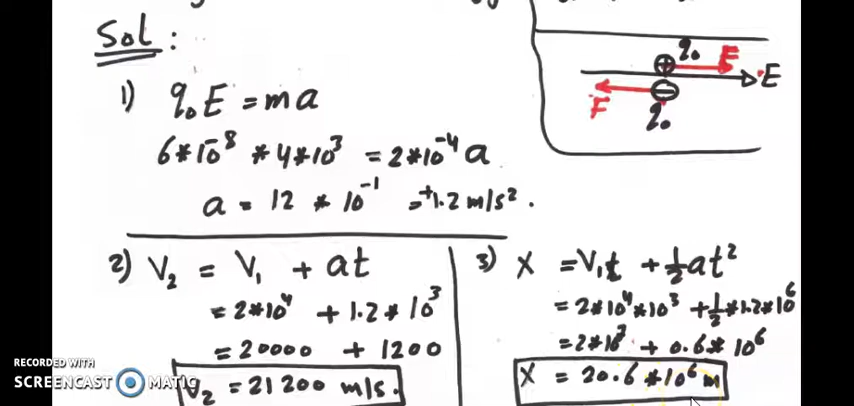 Sol :
q₀ E
F E
q₀
1) q₀E = ma
6*10⁻⁸ *4*10³ = 2*10⁻⁴ a
a = 12 * 10⁻¹ = +1.2 m/s² .
2) V₂ = V₁ + at
= 2*10⁴ + 1.2*10³
= 20000 + 1200
V₂ = 21200 m/s.
3) X = V₁t + ½at²
= 2*10⁴*10³ + ½*1.2*10⁶
= 2*10⁷ + 0.6*10⁶
X = 20.6 *10⁶ m
RECORDED WITH
SCREENCAST MATIC